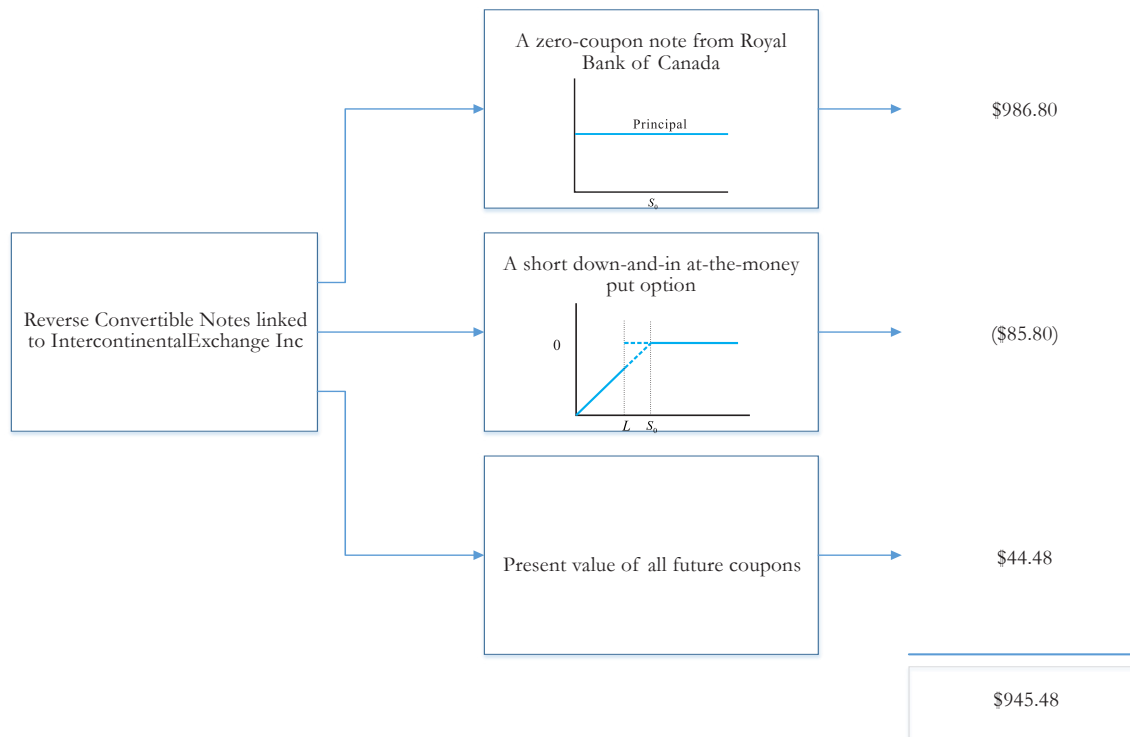 A zero-coupon note from Royal
Bank of Canada
Principal
S₀
$986.80
Reverse Convertible Notes linked
to IntercontinentalExchange Inc
A short down-and-in at-the-money
put option
0
L S₀
($85.80)
Present value of all future coupons
$44.48
$945.48